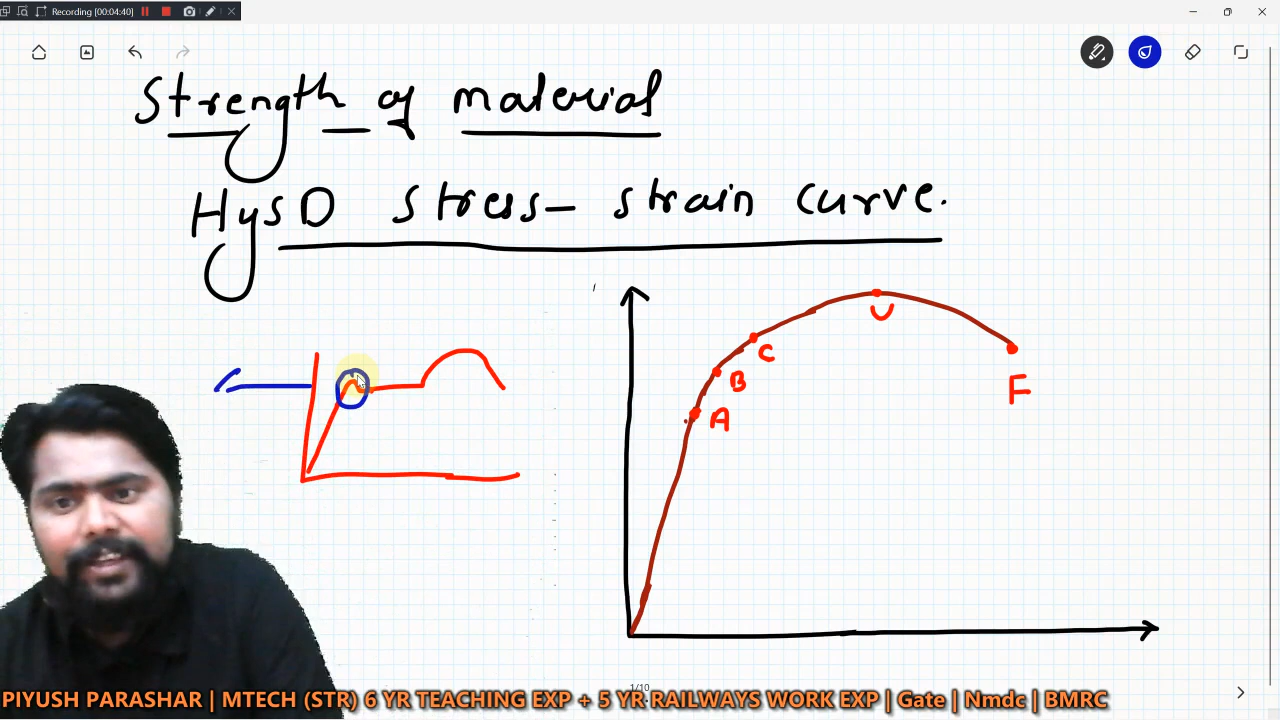 Recording [00:04:40]
Strength of material
HysD stress- strain curve.
U
C
B
A
F
1/10
PIYUSH PARASHAR | MTECH (STR) 6 YR TEACHING EXP + 5 YR RAILWAYS WORK EXP | Gate | Nmdc | BMRC